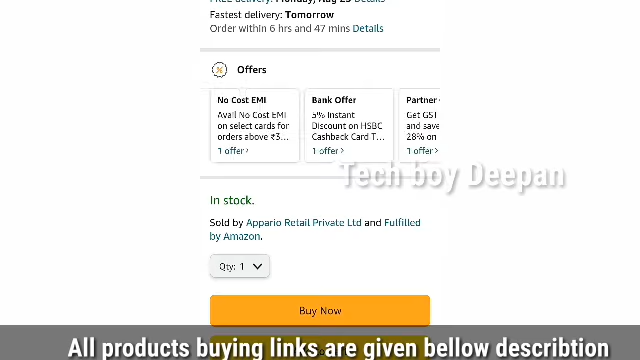 Fastest delivery: Tomorrow
Order within 6 hrs and 47 mins Details
Offers
No Cost EMI
Avail No Cost EMI
on select cards for
orders above ₹3...
1 offer>
Bank Offer
5% Instant
Discount on HSBC
Cashback Card T...
1 offer>
Partner
Get GST
and save
28% on
1 offer>
Tech boy Deepan
In stock.
Sold by Appario Retail Private Ltd and Fulfilled
by Amazon.
Qty: 1
Buy Now
All products buying links are given bellow describtion